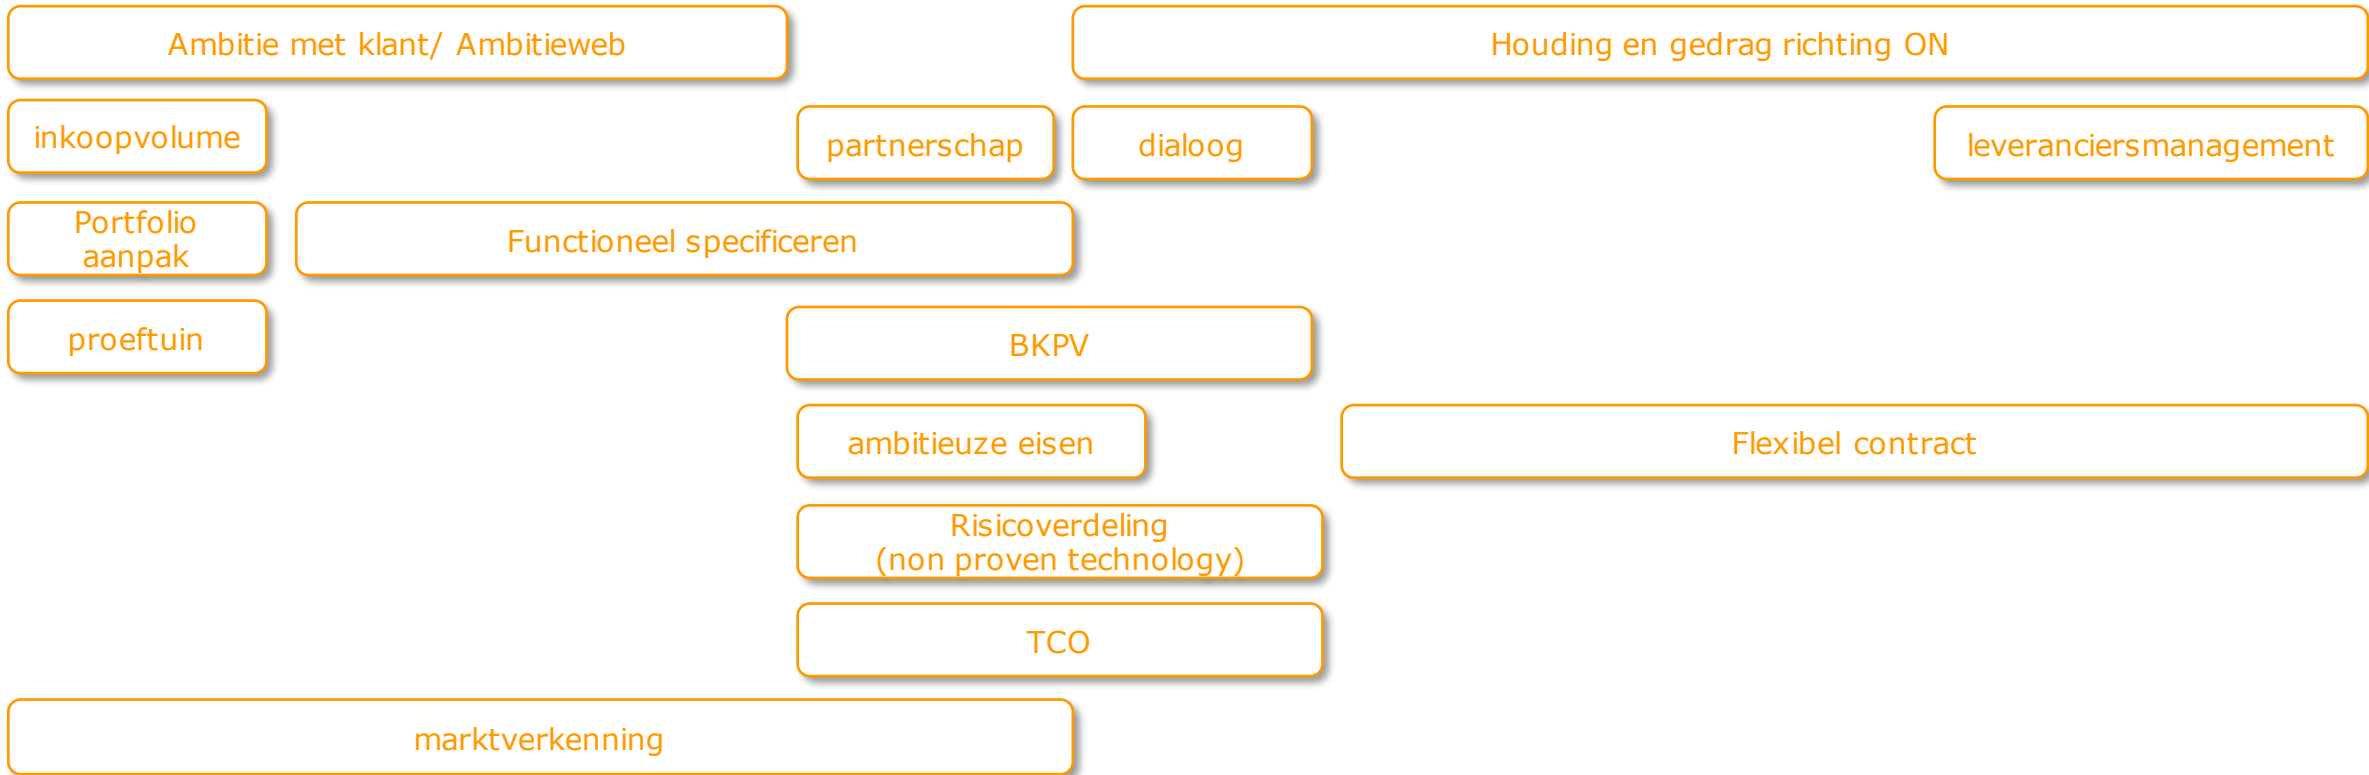 Ambitie met klant/ Ambitieweb
Houding en gedrag richting ON
inkoopvolume
partnerschap
dialoog
leveranciersmanagement
Portfolio
aanpak
Functioneel specificeren
proeftuin
BKPV
ambitieuze eisen
Flexibel contract
Risicoverdeling
(non proven technology)
TCO
marktverkenning